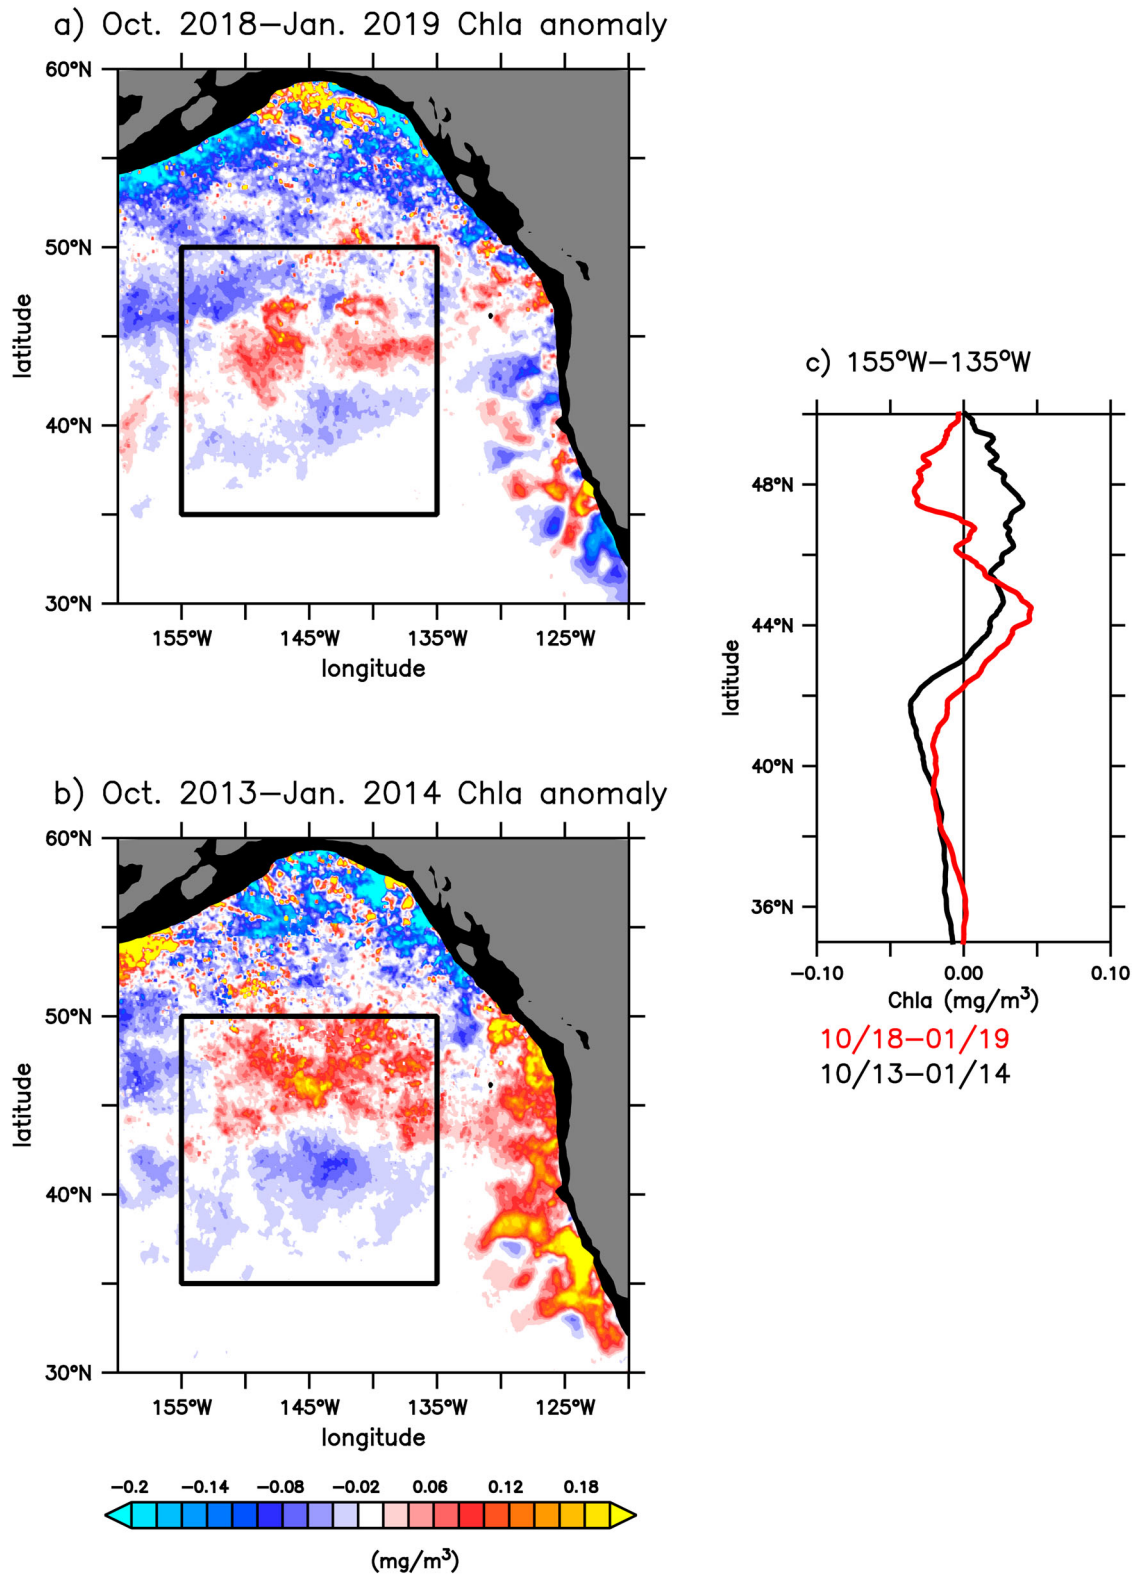 a) Oct. 2018–Jan. 2019 Chla anomaly
60°N
50°N
40°N
30°N
latitude
155°W 145°W 135°W 125°W
longitude
b) Oct. 2013–Jan. 2014 Chla anomaly
60°N
50°N
40°N
30°N
latitude
155°W 145°W 135°W 125°W
longitude
−0.2 −0.14 −0.08 −0.02 0.06 0.12 0.18
(mg/m³)
c) 155°W–135°W
48°N
44°N
40°N
36°N
latitude
−0.10 0.00 0.10
Chla (mg/m³)
10/18–01/19
10/13–01/14